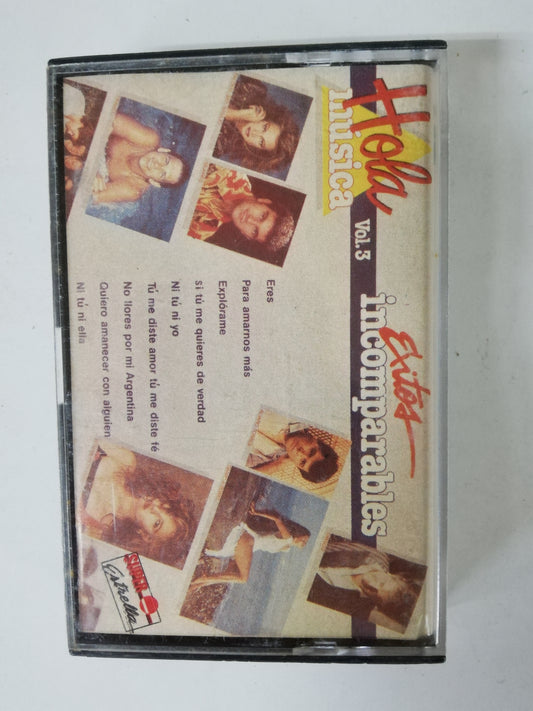 Hola
música
Vol. 3
Exitos
incomparables
Eres
Para amarnos más
Explórame
Si tú me quieres de verdad
Ni tú ni yo
Tú me diste amor tú me diste fé
No llores por mi Argentina
Quiero amanecer con alguien
Ni tú ni ella
SUPER
Estrella